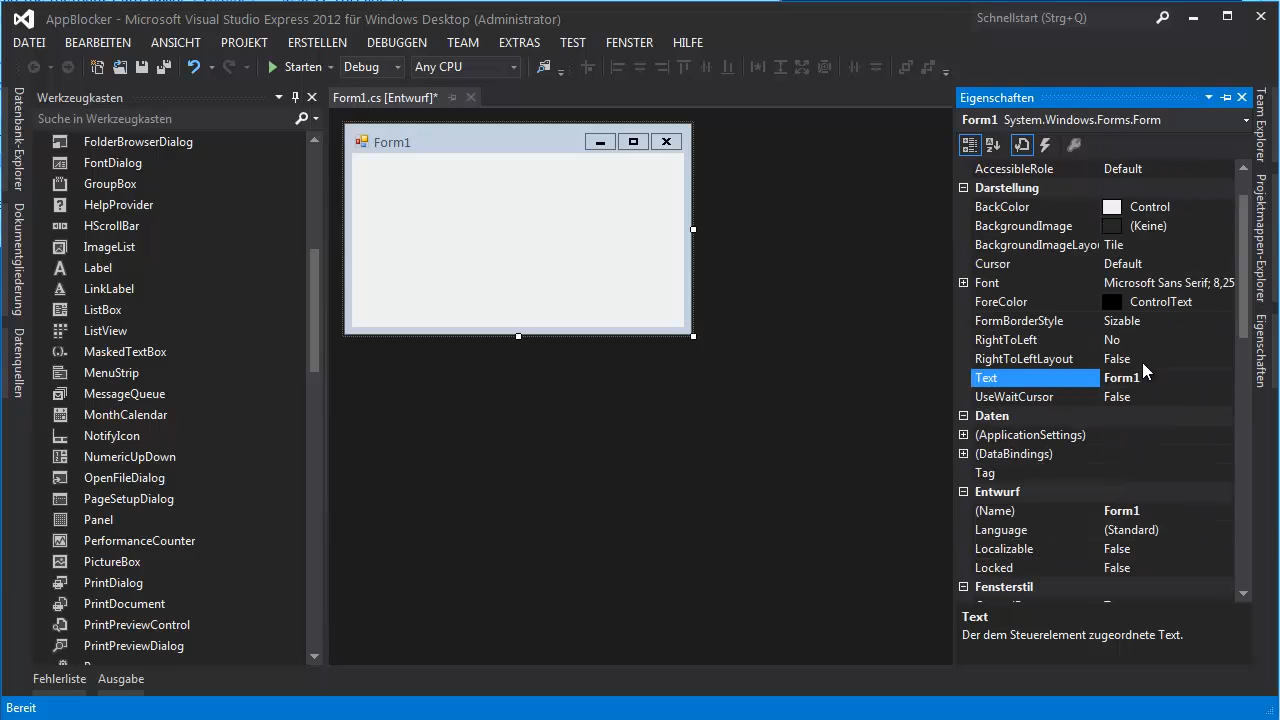 AppBlocker - Microsoft Visual Studio Express 2012 für Windows Desktop (Administrator)
Schnellstart (Strg+Q)
DATEI BEARBEITEN ANSICHT PROJEKT ERSTELLEN DEBUGGEN TEAM EXTRAS TEST FENSTER HILFE
Starten Debug Any CPU
Datenbank-Explorer
Dokumentgliederung
Datenquellen
Werkzeugkasten
Suche in Werkzeugkasten
FolderBrowserDialog
FontDialog
GroupBox
HelpProvider
HScrollBar
ImageList
Label
LinkLabel
ListBox
ListView
MaskedTextBox
MenuStrip
MessageQueue
MonthCalendar
NotifyIcon
NumericUpDown
OpenFileDialog
PageSetupDialog
Panel
PerformanceCounter
PictureBox
PrintDialog
PrintDocument
PrintPreviewControl
PrintPreviewDialog
Form1.cs [Entwurf]*
Form1
Eigenschaften
Form1 System.Windows.Forms.Form
AccessibleRole Default
Darstellung
BackColor Control
BackgroundImage (Keine)
BackgroundImageLayou Tile
Cursor Default
Font Microsoft Sans Serif; 8,25
ForeColor ControlText
FormBorderStyle Sizable
RightToLeft No
RightToLeftLayout False
Text Form1
UseWaitCursor False
Daten
(ApplicationSettings)
(DataBindings)
Tag
Entwurf
(Name) Form1
Language (Standard)
Localizable False
Locked False
Fensterstil
Text
Der dem Steuerelement zugeordnete Text.
Team Explorer
Projektmappen-Explorer
Eigenschaften
Fehlerliste Ausgabe
Bereit